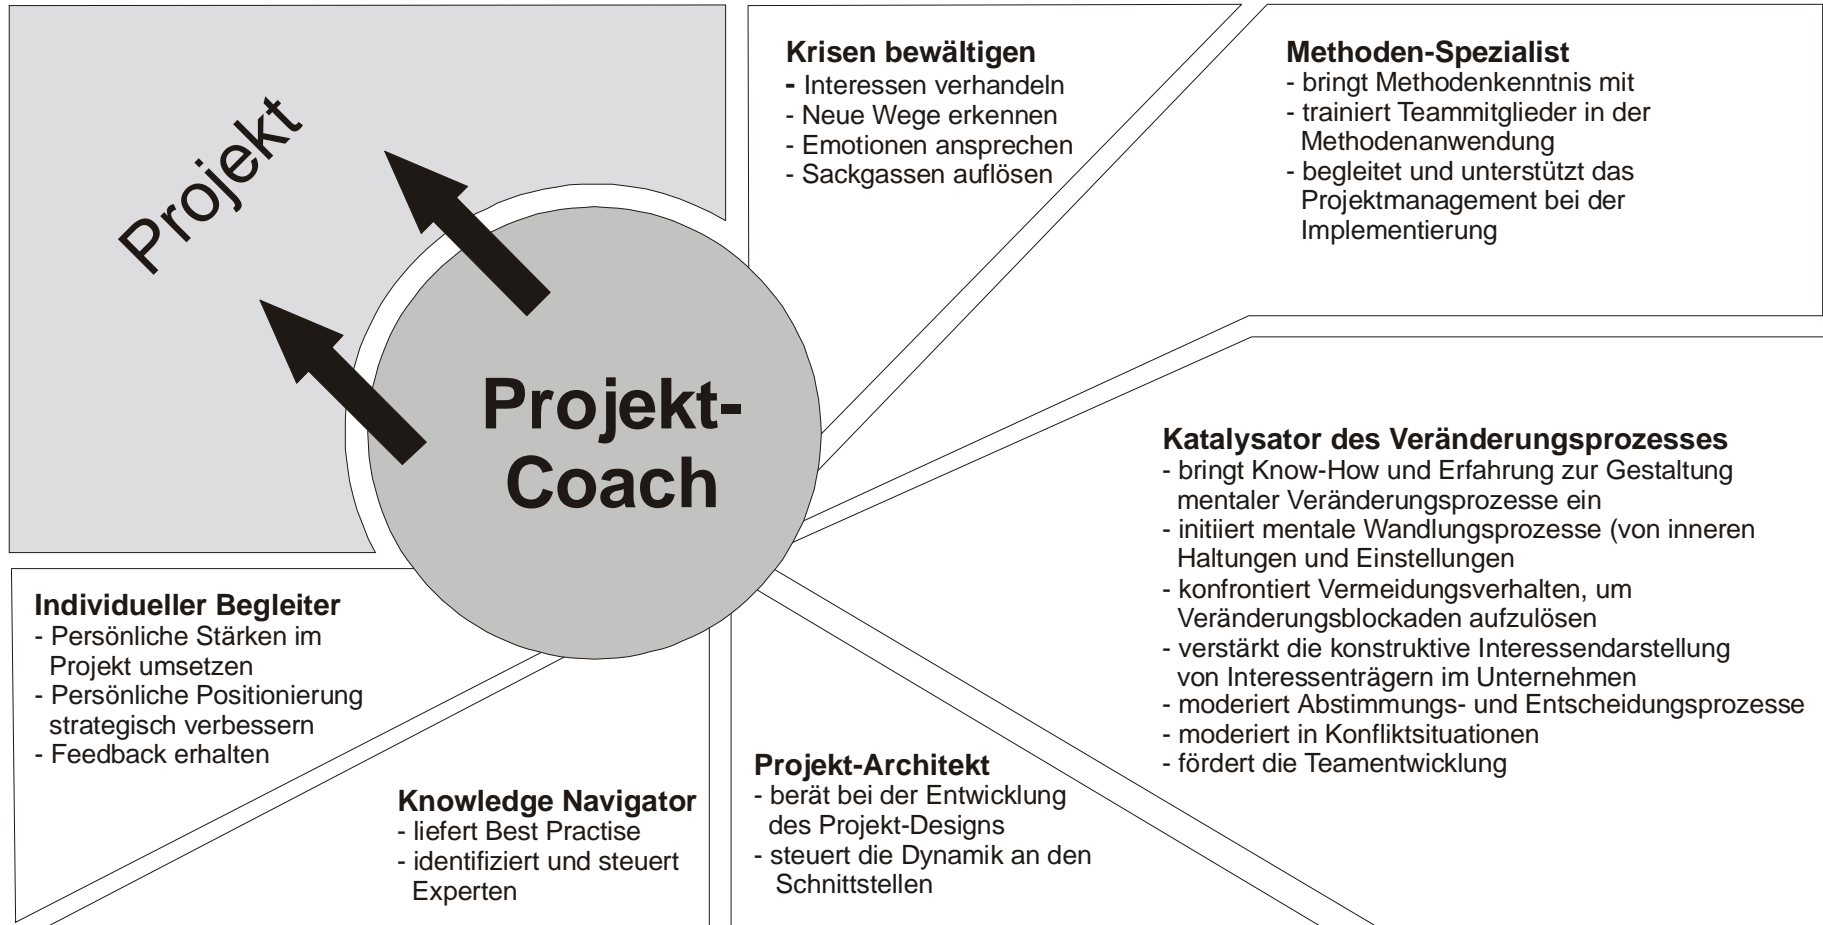 Projekt
Projekt-
Coach
Krisen bewältigen
- Interessen verhandeln
- Neue Wege erkennen
- Emotionen ansprechen
- Sackgassen auflösen
Methoden-Spezialist
- bringt Methodenkenntnis mit
- trainiert Teammitglieder in der
Methodenanwendung
- begleitet und unterstützt das
Projektmanagement bei der
Implementierung
Katalysator des Veränderungsprozesses
- bringt Know-How und Erfahrung zur Gestaltung
mentaler Veränderungsprozesse ein
- initiiert mentale Wandlungsprozesse (von inneren
Haltungen und Einstellungen
- konfrontiert Vermeidungsverhalten, um
Veränderungsblockaden aufzulösen
- verstärkt die konstruktive Interessendarstellung
von Interessenträgern im Unternehmen
- moderiert Abstimmungs- und Entscheidungsprozesse
- moderiert in Konfliktsituationen
- fördert die Teamentwicklung
Projekt-Architekt
- berät bei der Entwicklung
des Projekt-Designs
- steuert die Dynamik an den
Schnittstellen
Knowledge Navigator
- liefert Best Practise
- identifiziert und steuert
Experten
Individueller Begleiter
- Persönliche Stärken im
Projekt umsetzen
- Persönliche Positionierung
strategisch verbessern
- Feedback erhalten